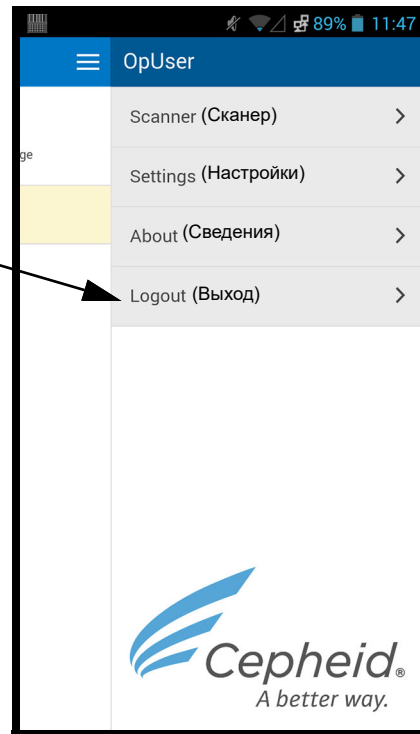 89% 11:47
OpUser
Scanner (Сканер)
ge
Settings (Настройки)
About (Сведения)
Logout (Выход)
Cepheid®
A better way.